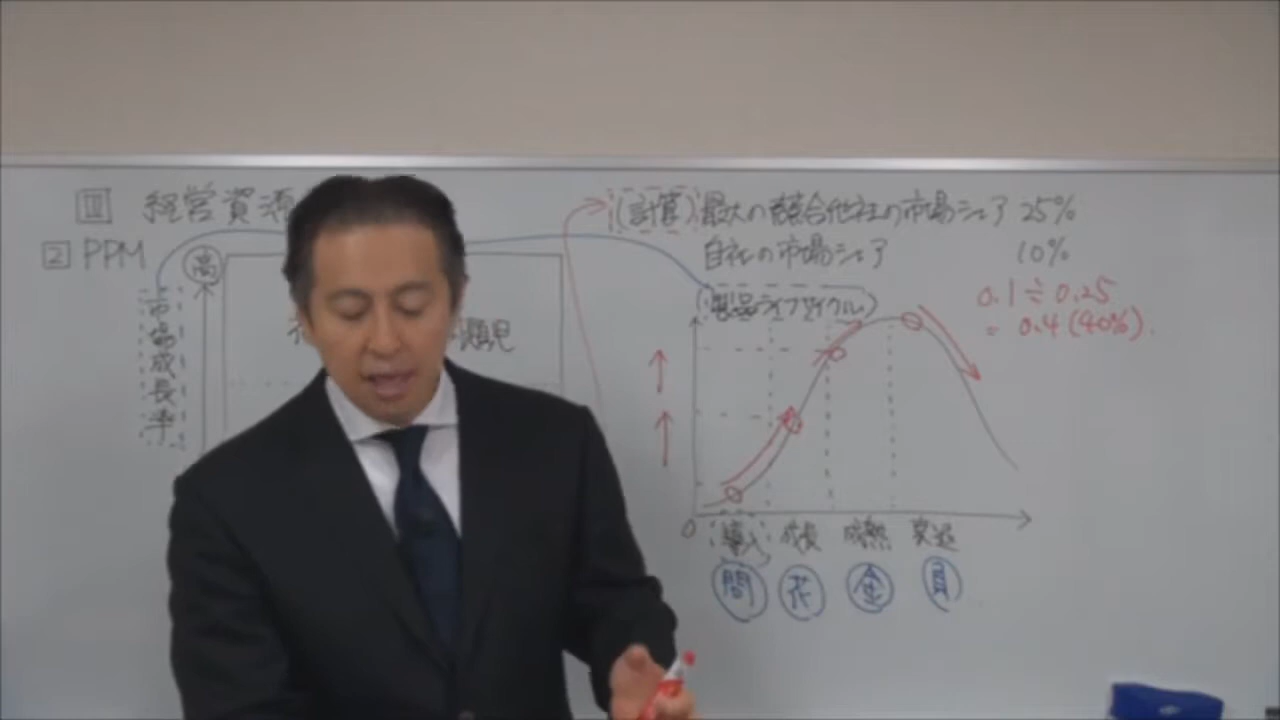 Ⅲ 経営資源
(計算) 最大の競合他社の市場シェア 25%
② PPM
自社の市場シェア 10%
高
市場成長率
問題児
(製品ライフサイクル)
0.1÷0.25
= 0.4(40%).
0
導入 成長 成熟 衰退
問 花 金 負